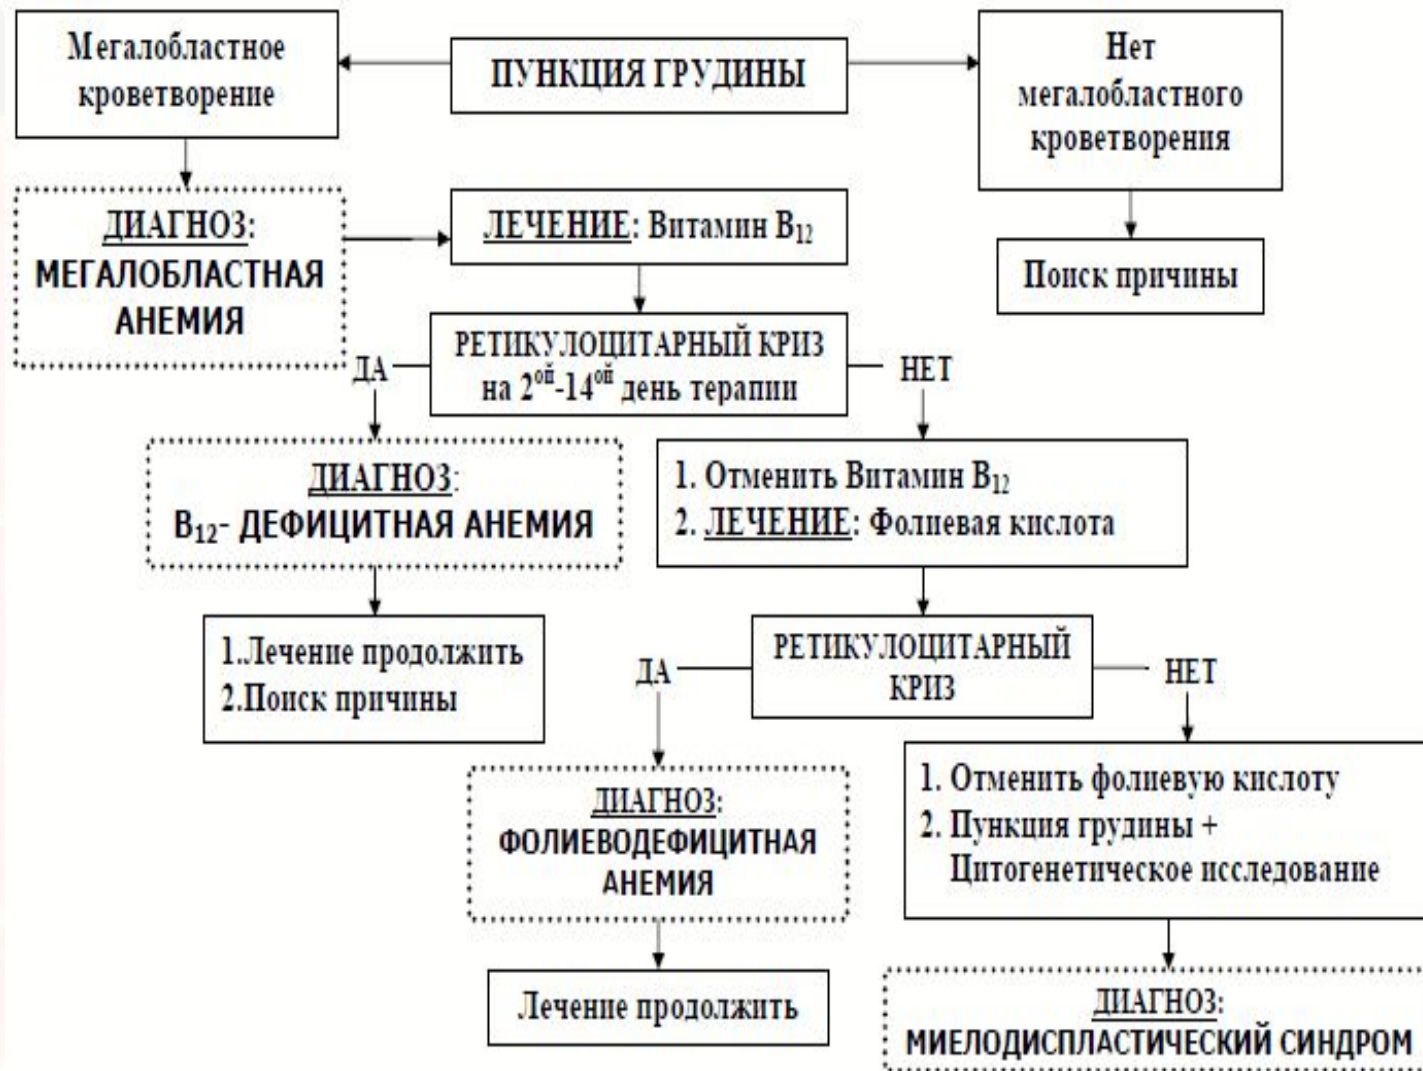 Мегалобластное
кроветворение
ПУНКЦИЯ ГРУДИНЫ
Нет
мегалобластного
кроветворения
ДИАГНОЗ:
МЕГАЛОБЛАСТНАЯ
АНЕМИЯ
ЛЕЧЕНИЕ: Витамин В₁₂
Поиск причины
РЕТИКУЛОЦИТАРНЫЙ КРИЗ
на 2ой-14ой день терапии
ДА
НЕТ
ДИАГНОЗ:
В₁₂- ДЕФИЦИТНАЯ АНЕМИЯ
1. Отменить Витамин В₁₂
2. ЛЕЧЕНИЕ: Фолиевая кислота
1.Лечение продолжить
2.Поиск причины
РЕТИКУЛОЦИТАРНЫЙ
КРИЗ
ДА
НЕТ
ДИАГНОЗ:
ФОЛИЕВОДЕФИЦИТНАЯ
АНЕМИЯ
1. Отменить фолиевую кислоту
2. Пункция грудины +
Цитогенетическое исследование
Лечение продолжить
ДИАГНОЗ:
МИЕЛОДИСПЛАСТИЧЕСКИЙ СИНДРОМ